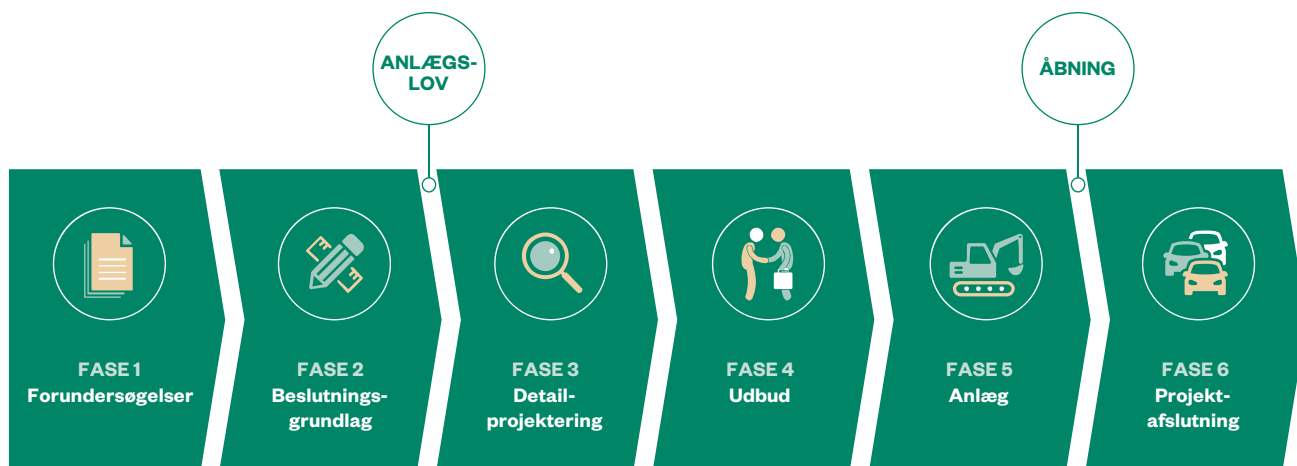 ANLÆGS-
LOV
ÅBNING
FASE 1
Forundersøgelser
FASE 2
Beslutnings-
grundlag
FASE 3
Detail-
projektering
FASE 4
Udbud
FASE 5
Anlæg
FASE 6
Projekt-
afslutning